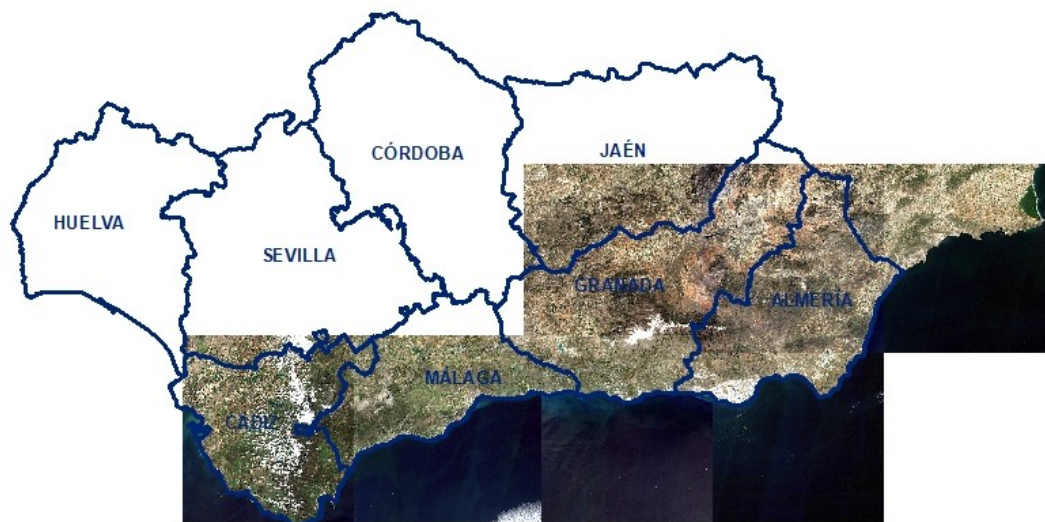 CÓRDOBA
JAÉN
HUELVA
SEVILLA
GRANADA
ALMERÍA
MÁLAGA
CÁDIZ